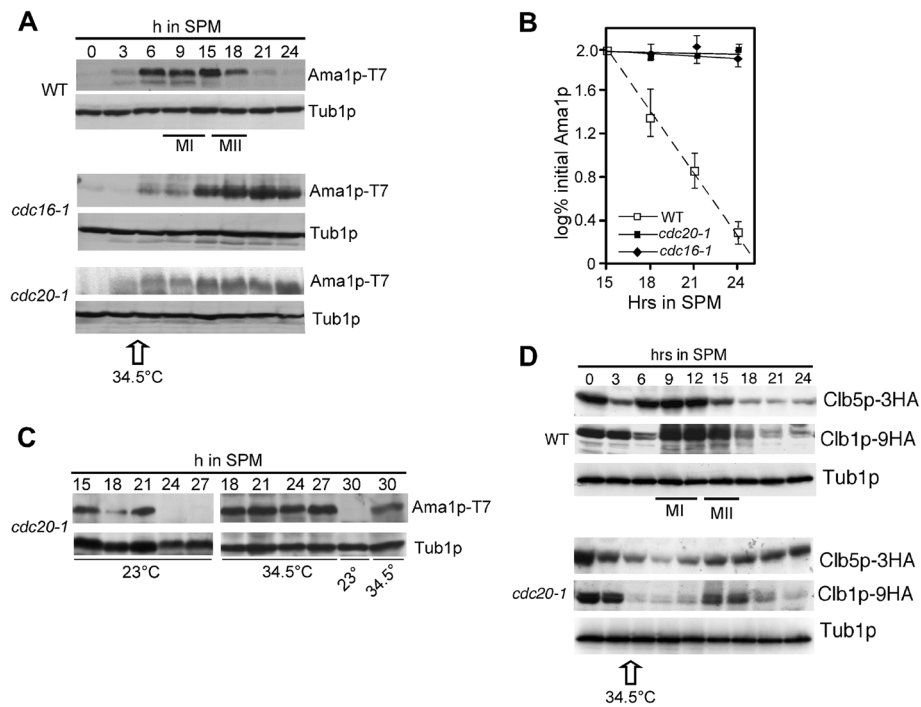 A
h in SPM
0 3 6 9 15 18 21 24
WT
Ama1p-T7
Tub1p
MI MII
cdc16-1
Ama1p-T7
Tub1p
cdc20-1
Ama1p-T7
Tub1p
34.5°C
B
log% initial Ama1p
2.0
1.6
1.2
0.8
0.4
0
WT
cdc20-1
cdc16-1
15 18 21 24
Hrs in SPM
C
h in SPM
15 18 21 24 27 18 21 24 27 30 30
cdc20-1
Ama1p-T7
Tub1p
23°C 34.5°C 23° 34.5°
D
hrs in SPM
0 3 6 9 12 15 18 21 24
WT
Clb5p-3HA
Clb1p-9HA
Tub1p
MI MII
cdc20-1
Clb5p-3HA
Clb1p-9HA
Tub1p
34.5°C